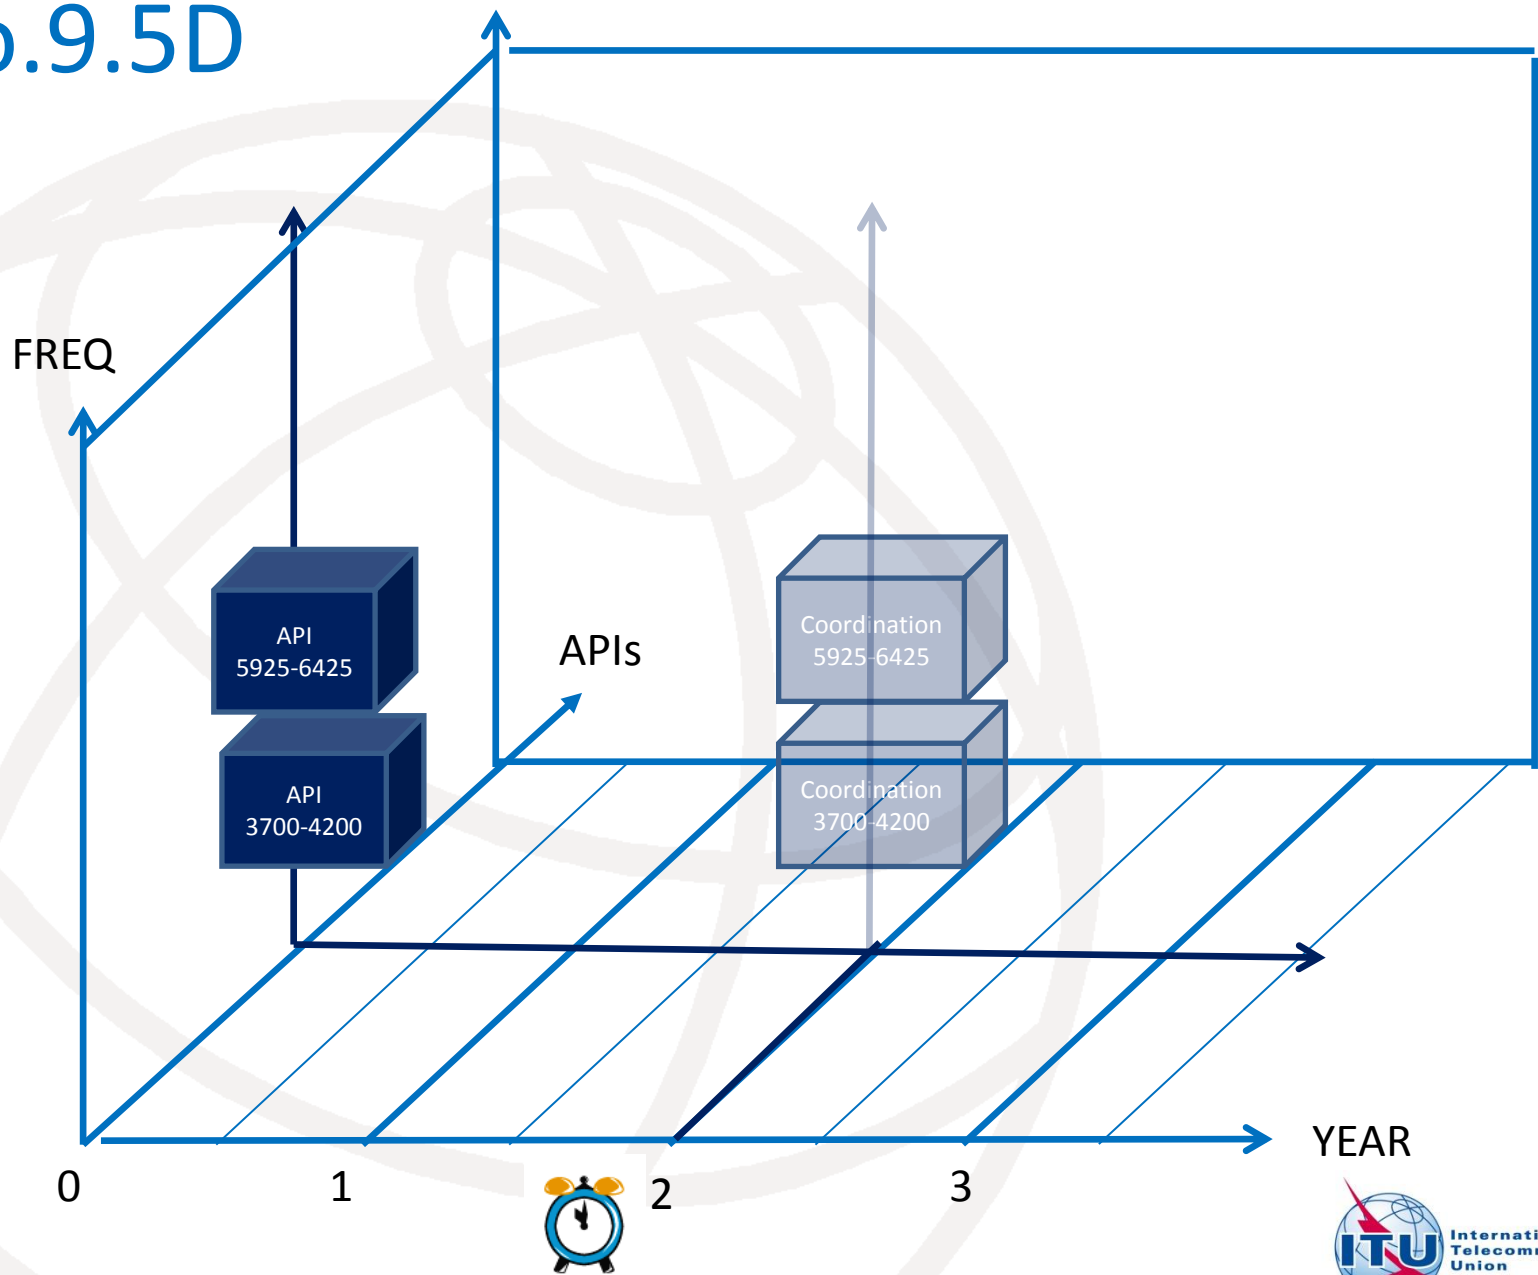 .9.5D
FREQ
API
5925-6425
APIs
Coordination
5925-6425
API
3700-4200
Coordination
3700-4200
YEAR
0
1
2
3
ITU
Internati
Telecom
Union